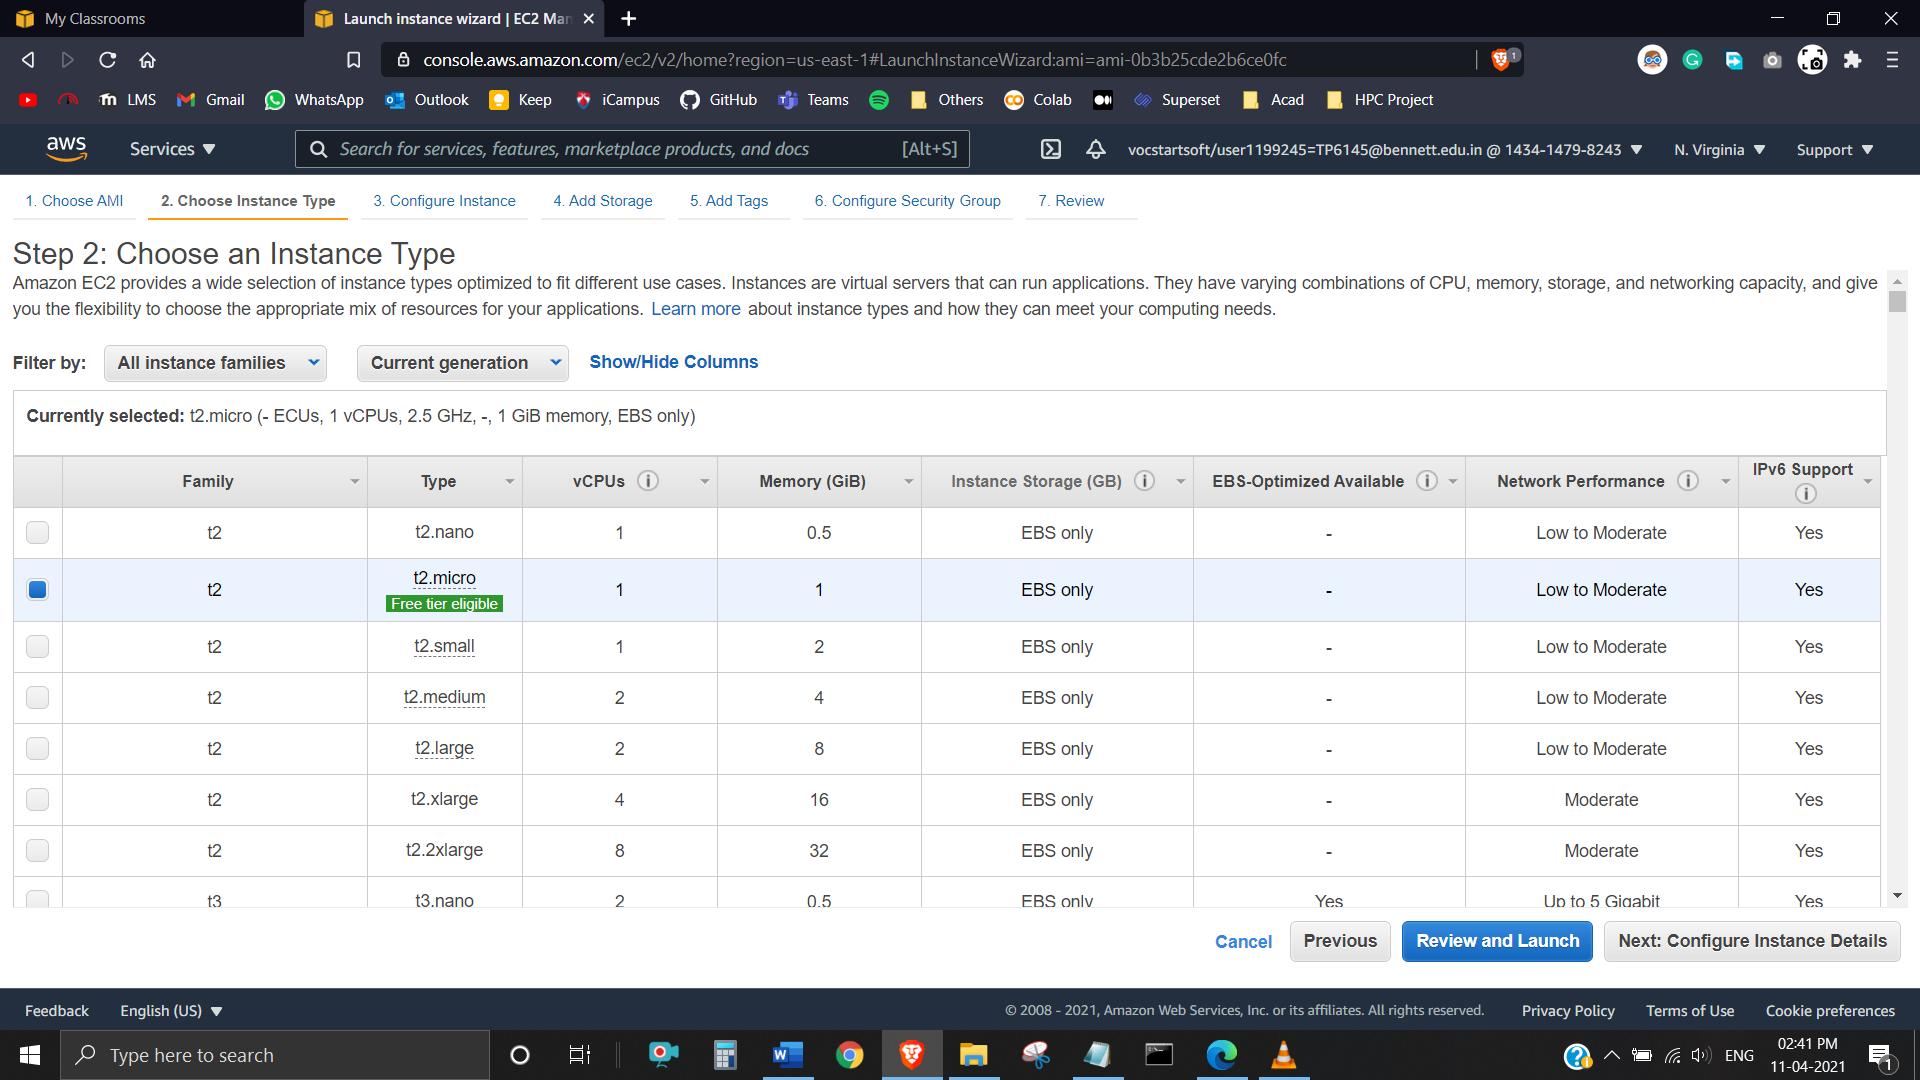 My Classrooms
Launch instance wizard | EC2 Man
console.aws.amazon.com/ec2/v2/home?region=us-east-1#LaunchInstanceWizard:ami=ami-0b3b25cde2b6ce0fc
1
LMS Gmail WhatsApp Outlook Keep iCampus GitHub Teams Others Colab Superset Acad HPC Project
aws Services Search for services, features, marketplace products, and docs [Alt+S] vocstartsoft/user1199245=TP6145@bennett.edu.in @ 1434-1479-8243 N. Virginia Support
1. Choose AMI 2. Choose Instance Type 3. Configure Instance 4. Add Storage 5. Add Tags 6. Configure Security Group 7. Review
Step 2: Choose an Instance Type
Amazon EC2 provides a wide selection of instance types optimized to fit different use cases. Instances are virtual servers that can run applications. They have varying combinations of CPU, memory, storage, and networking capacity, and give
you the flexibility to choose the appropriate mix of resources for your applications. Learn more about instance types and how they can meet your computing needs.
Filter by: All instance families Current generation Show/Hide Columns
Currently selected: t2.micro (- ECUs, 1 vCPUs, 2.5 GHz, -, 1 GiB memory, EBS only)
Family Type vCPUs Memory (GiB) Instance Storage (GB) EBS-Optimized Available Network Performance IPv6 Support
t2 t2.nano 1 0.5 EBS only - Low to Moderate Yes
t2 t2.micro 1 1 EBS only - Low to Moderate Yes
Free tier eligible
t2 t2.small 1 2 EBS only - Low to Moderate Yes
t2 t2.medium 2 4 EBS only - Low to Moderate Yes
t2 t2.large 2 8 EBS only - Low to Moderate Yes
t2 t2.xlarge 4 16 EBS only - Moderate Yes
t2 t2.2xlarge 8 32 EBS only - Moderate Yes
t3 t3.nano 2 0.5 EBS only Yes Up to 5 Gigabit Yes
Cancel Previous Review and Launch Next: Configure Instance Details
Feedback English (US) © 2008 - 2021, Amazon Web Services, Inc. or its affiliates. All rights reserved. Privacy Policy Terms of Use Cookie preferences
Type here to search
ENG
02:41 PM
11-04-2021
1